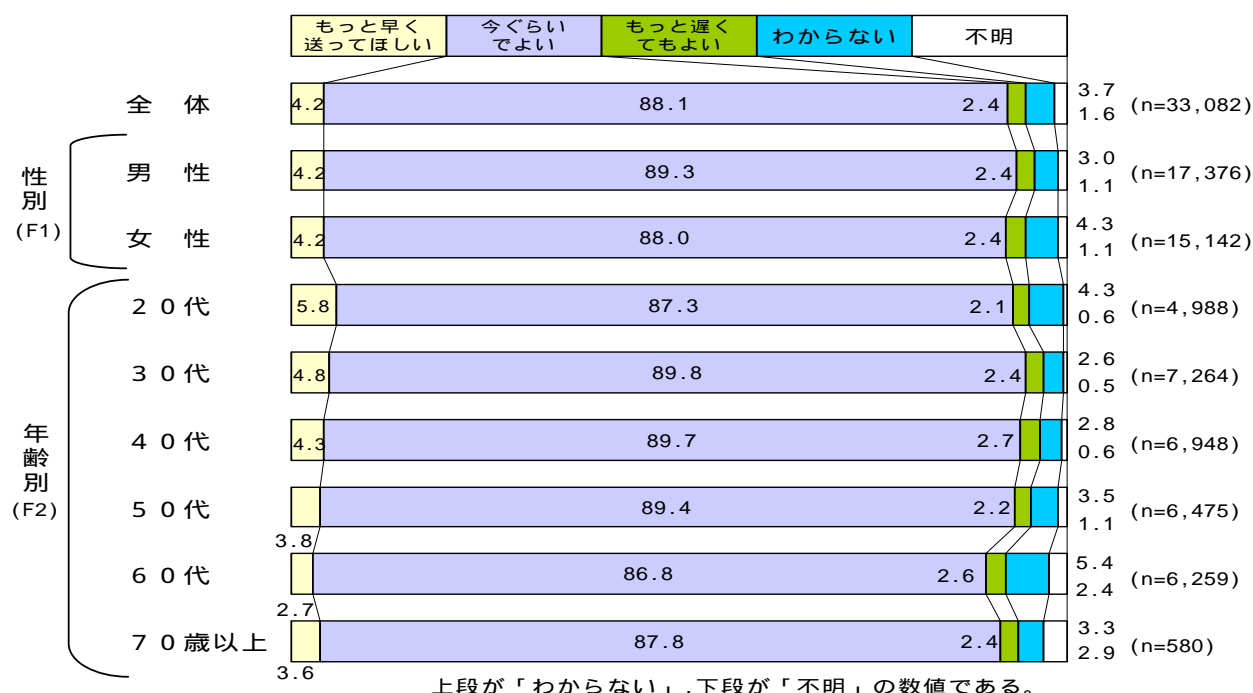 もっと早く
送ってほしい
今ぐらい
でよい
もっと遅く
てもよい
わからない
不明
全 体
4.2
88.1
2.4
3.7
1.6
(n=33,082)
性別
(F1)
男 性
4.2
89.3
2.4
3.0
1.1
(n=17,376)
女 性
4.2
88.0
2.4
4.3
1.1
(n=15,142)
年齢別
(F2)
20代
5.8
87.3
2.1
4.3
0.6
(n=4,988)
30代
4.8
89.8
2.4
2.6
0.5
(n=7,264)
40代
4.3
89.7
2.7
2.8
0.6
(n=6,948)
50代
3.8
89.4
2.2
3.5
1.1
(n=6,475)
60代
2.7
86.8
2.6
5.4
2.4
(n=6,259)
70歳以上
3.6
87.8
2.4
3.3
2.9
(n=580)
上段が「わからない」,下段が「不明」の数値である。